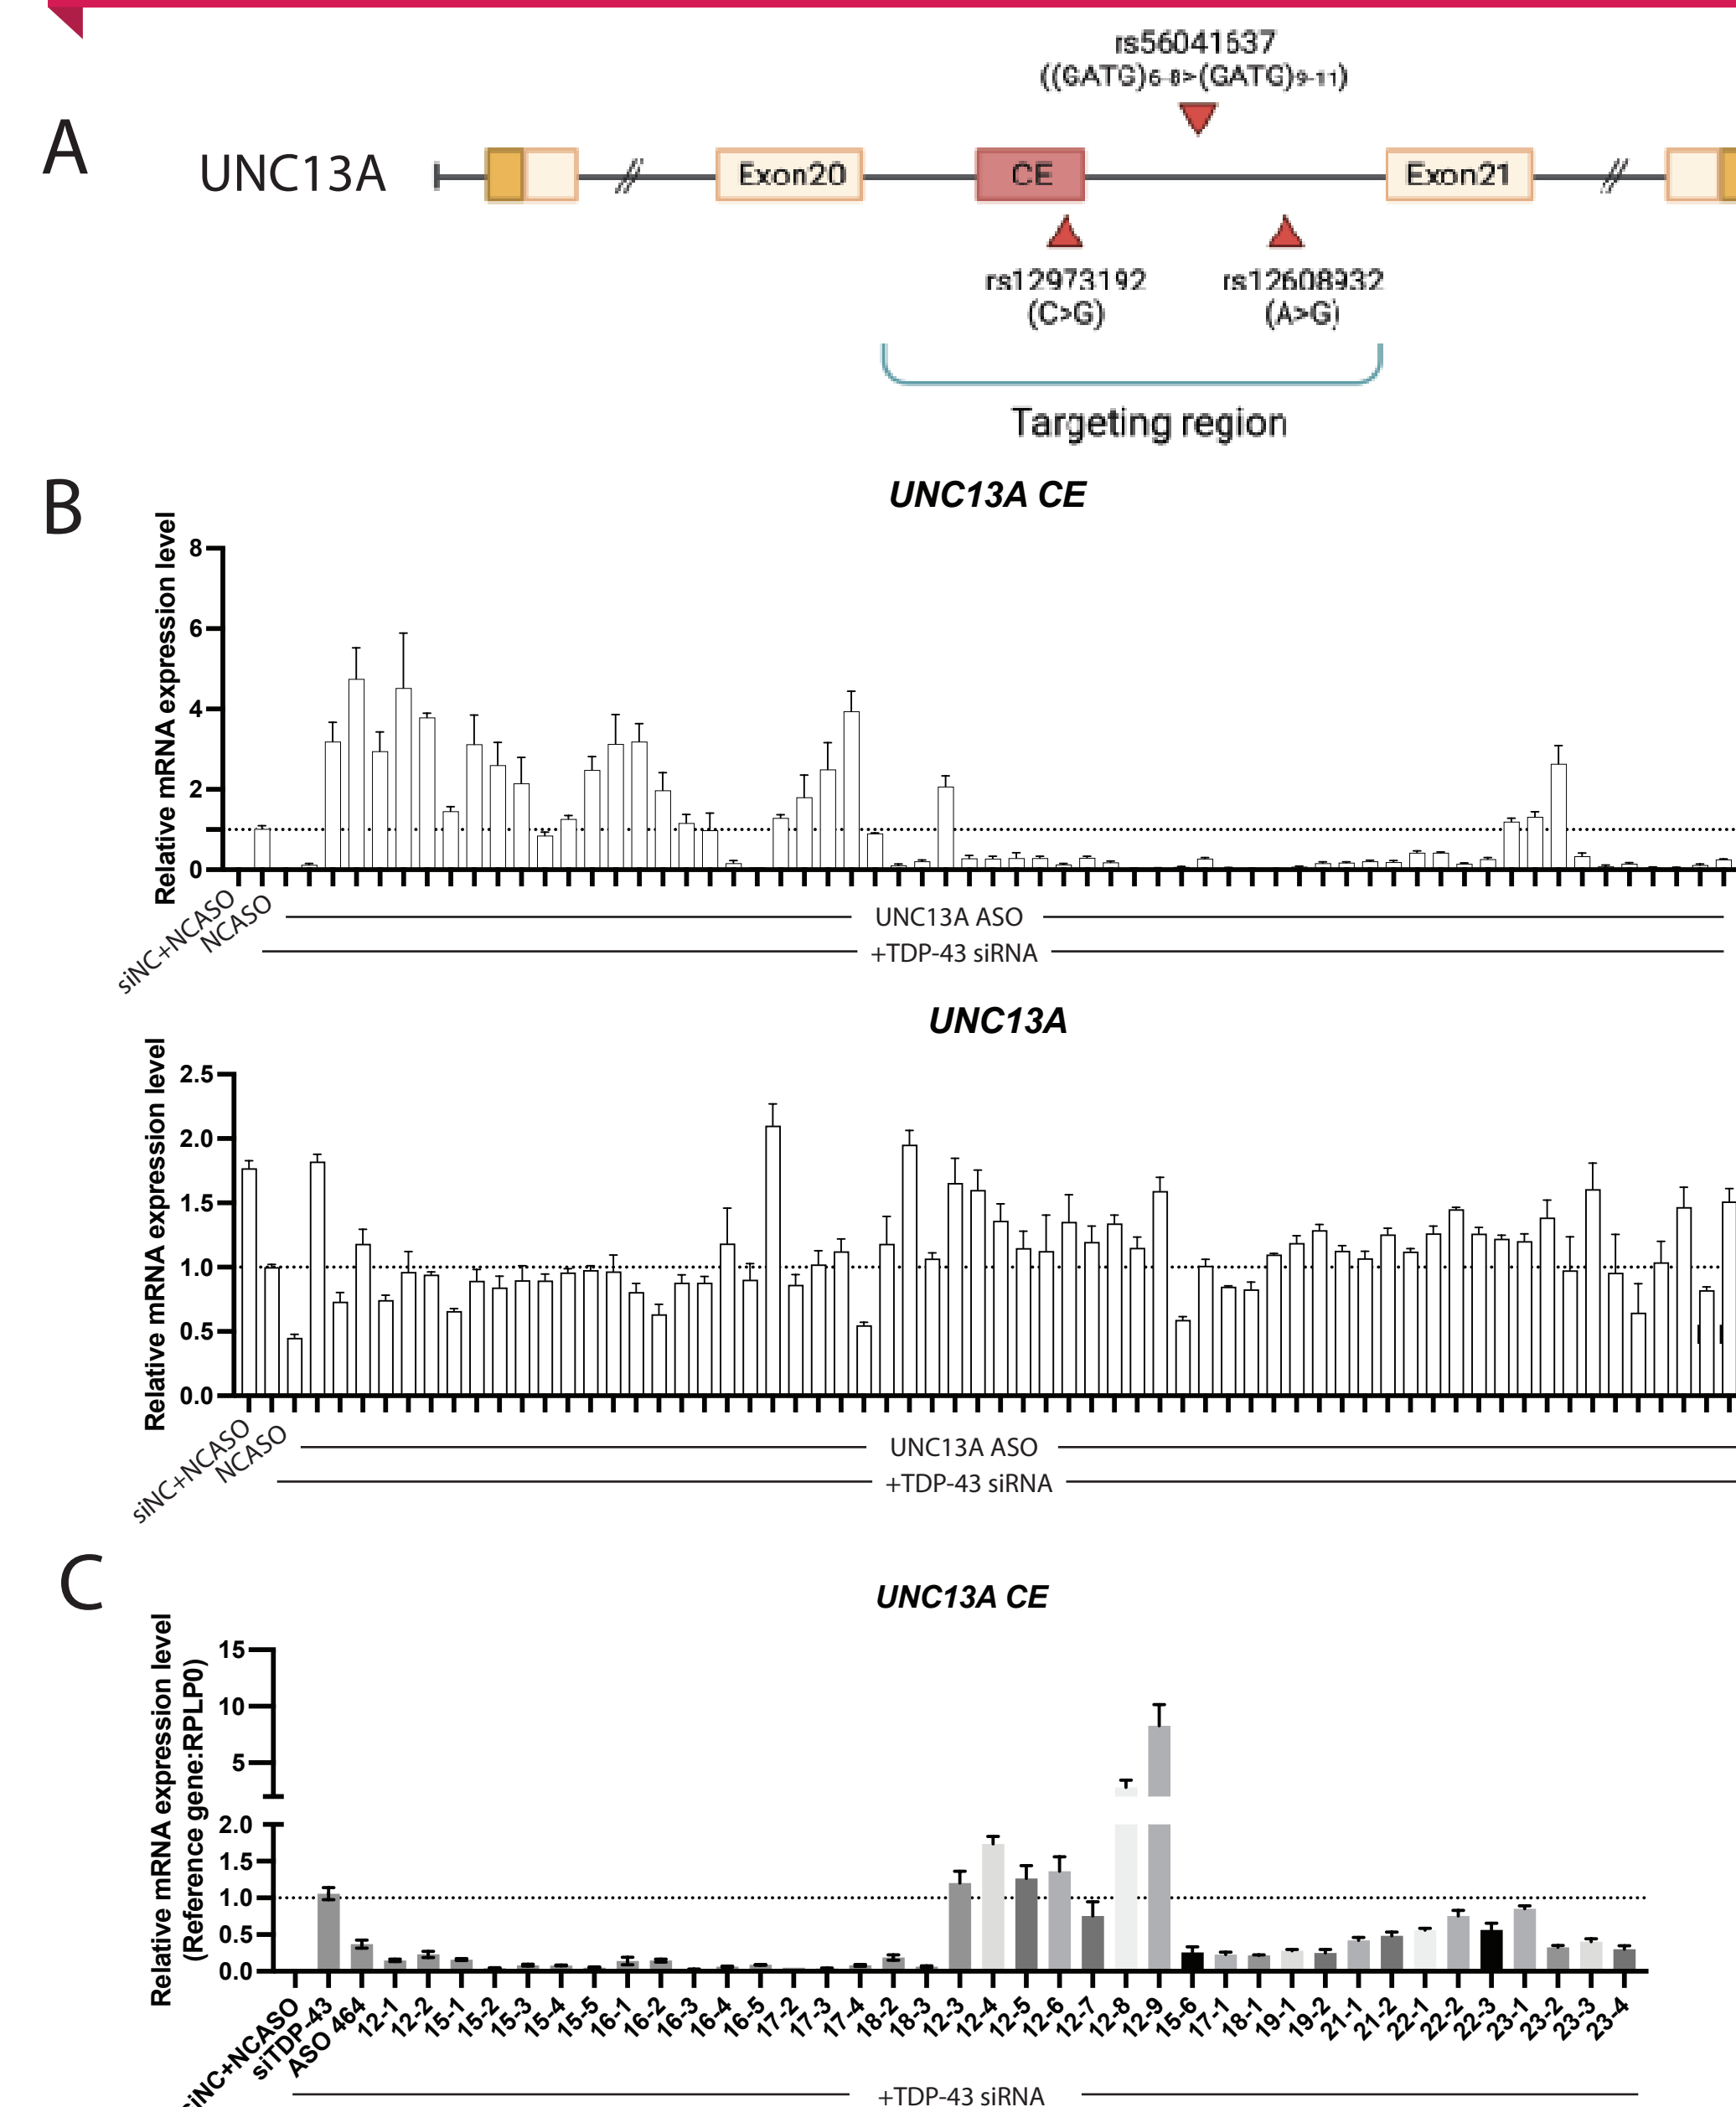 A
UNC13A
rs56041637
((GATG)6-8>(GATG)9-11)
Exon20
CE
Exon21
rs12973192
(C>G)
rs12608932
(A>G)
Targeting region
B
UNC13A CE
Relative mRNA expression level
8
6
4
2
0
siNC+NCASO
NCASO
UNC13A ASO
+TDP-43 siRNA
UNC13A
Relative mRNA expression level
2.5
2.0
1.5
1.0
0.5
0.0
siNC+NCASO
NCASO
UNC13A ASO
+TDP-43 siRNA
C
UNC13A CE
Relative mRNA expression level
(Reference gene:RPLP0)
15
10
5
2.0
1.5
1.0
0.5
0.0
siNC+NCASO
siTDP-43
ASO 464
12-1
12-2
15-1
15-2
15-3
15-4
15-5
16-1
16-2
16-3
16-4
16-5
17-2
17-3
17-4
18-2
18-3
12-3
12-4
12-5
12-6
12-7
12-8
12-9
15-6
17-1
18-1
19-1
19-2
21-1
21-2
22-1
22-2
22-3
23-1
23-2
23-3
23-4
+TDP-43 siRNA